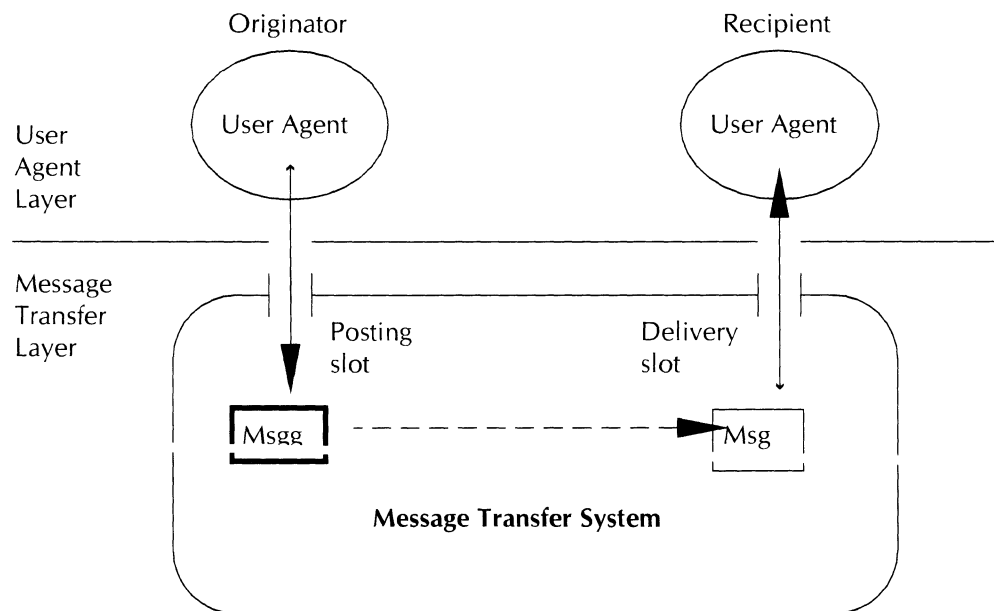 Originator
Recipient
User Agent
User Agent
User
Agent
Layer
Message
Transfer
Layer
Posting
slot
Delivery
slot
Msgg
Msg
Message Transfer System